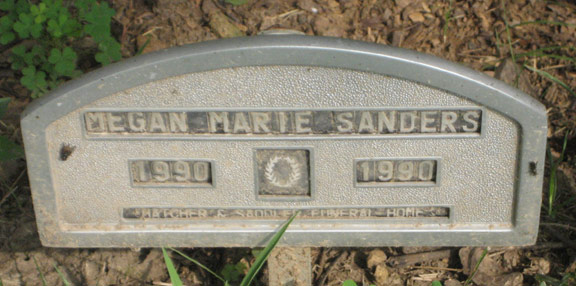 MEGAN MARIE SANDERS
1990 1990
HATCHER & SADDLER FUNERAL HOME